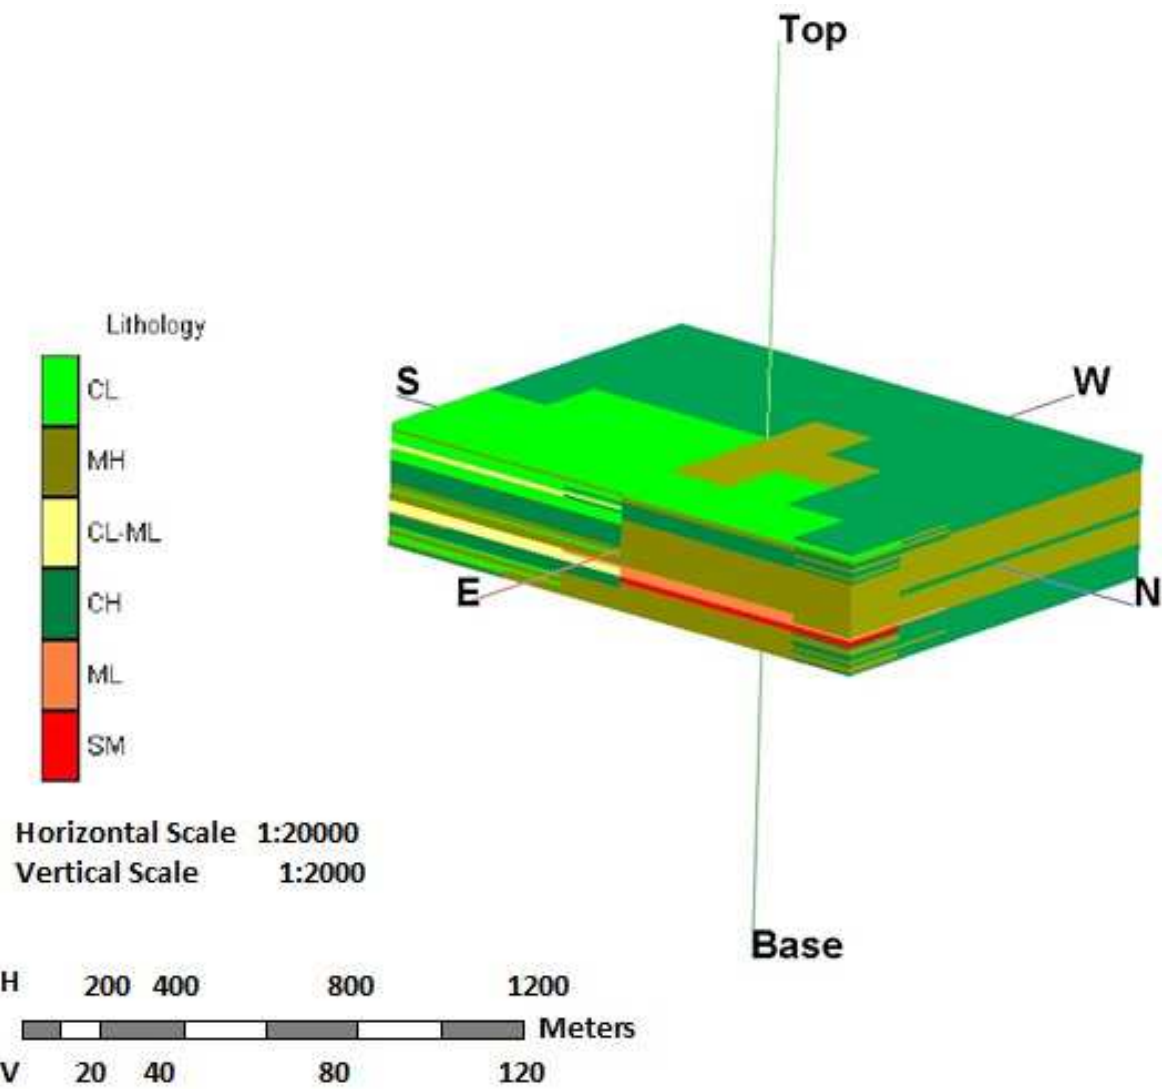 Top
Lithology
S
W
CL
MH
CL-ML
CH
E
N
ML
SM
Horizontal Scale 1:20000
Vertical Scale 1:2000
Base
H 200 400 800 1200
Meters
V 20 40 80 120